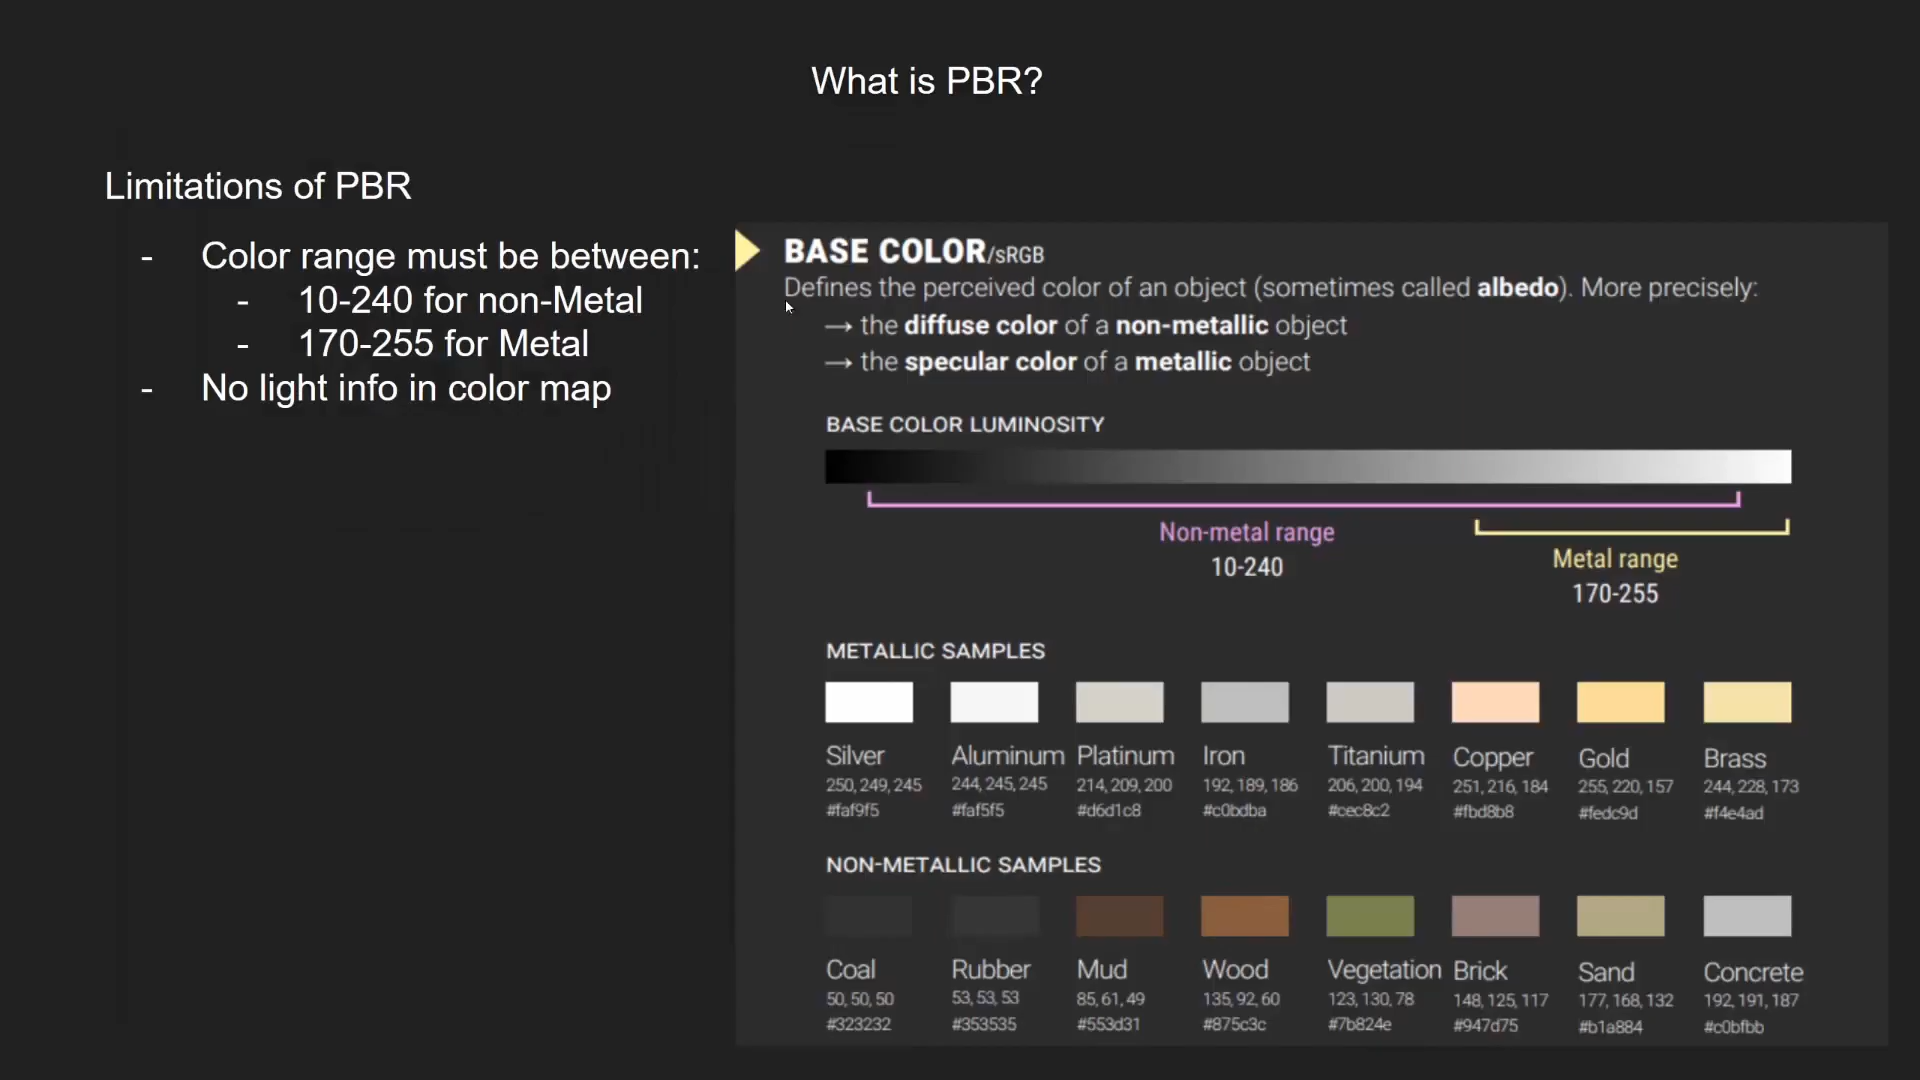 What is PBR?
Limitations of PBR
- Color range must be between:
- 10-240 for non-Metal
- 170-255 for Metal
- No light info in color map
BASE COLOR/sRGB
Defines the perceived color of an object (sometimes called albedo). More precisely:
→ the diffuse color of a non-metallic object
→ the specular color of a metallic object
BASE COLOR LUMINOSITY
Non-metal range
10-240
Metal range
170-255
METALLIC SAMPLES
Silver Aluminum Platinum Iron Titanium Copper Gold Brass
250, 249, 245 244, 245, 245 214, 209, 200 192, 189, 186 206, 200, 194 251, 216, 184 255, 220, 157 244, 228, 173
#faf9f5 #faf5f5 #d6d1c8 #c0bdba #cec8c2 #fbd8b8 #fedc9d #f4e4ad
NON-METALLIC SAMPLES
Coal Rubber Mud Wood Vegetation Brick Sand Concrete
50, 50, 50 53, 53, 53 85, 61, 49 135, 92, 60 123, 130, 78 148, 125, 117 177, 168, 132 192, 191, 187
#323232 #353535 #553d31 #875c3c #7b824e #947d75 #b1a884 #c0bfbb